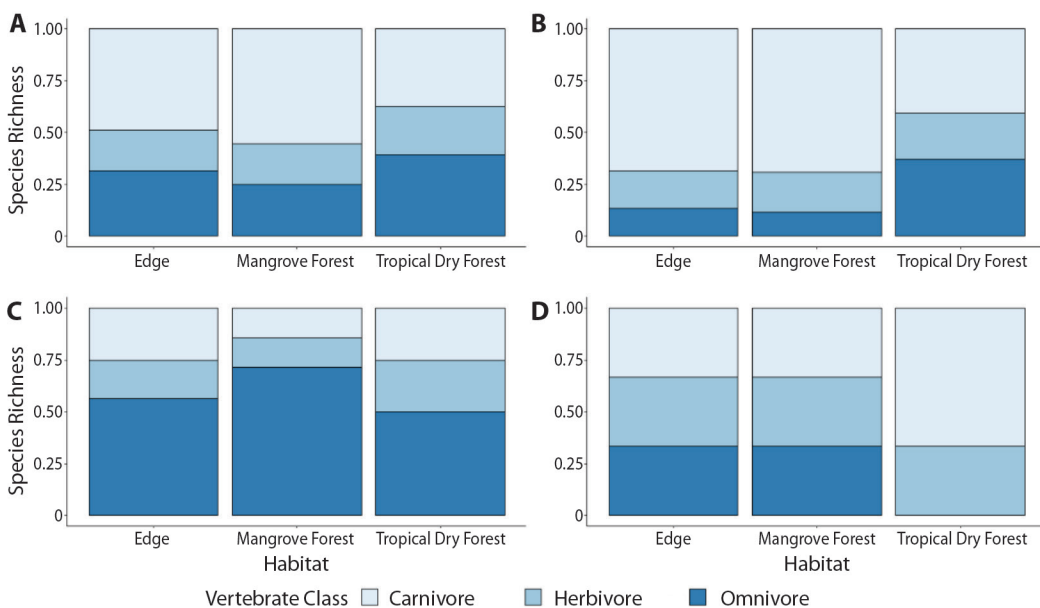 A
B
Species Richness
1.00
0.75
0.50
0.25
0
Edge Mangrove Forest Tropical Dry Forest
1.00
0.75
0.50
0.25
0
Edge Mangrove Forest Tropical Dry Forest
C
D
Species Richness
1.00
0.75
0.50
0.25
0
Edge Mangrove Forest Tropical Dry Forest
Habitat
1.00
0.75
0.50
0.25
0
Edge Mangrove Forest Tropical Dry Forest
Habitat
Vertebrate Class Carnivore Herbivore Omnivore